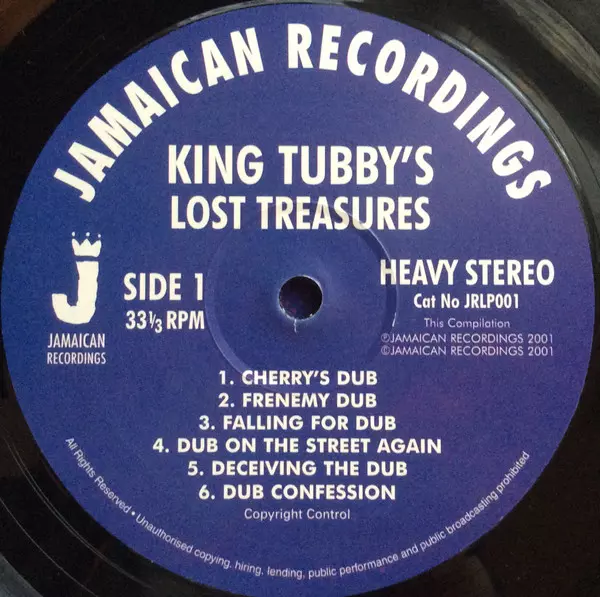 JAMAICAN RECORDINGS
KING TUBBY'S
LOST TREASURES
J
JAMAICAN
RECORDINGS
SIDE 1
33 1/3 RPM
HEAVY STEREO
Cat No JRLP001
This Compilation
℗JAMAICAN RECORDINGS 2001
©JAMAICAN RECORDINGS 2001
1. CHERRY'S DUB
2. FRENEMY DUB
3. FALLING FOR DUB
4. DUB ON THE STREET AGAIN
5. DECEIVING THE DUB
6. DUB CONFESSION
Copyright Control
All Rights Reserved • Unauthorised copying. hiring. lending, public performance and public broadcasting prohibited